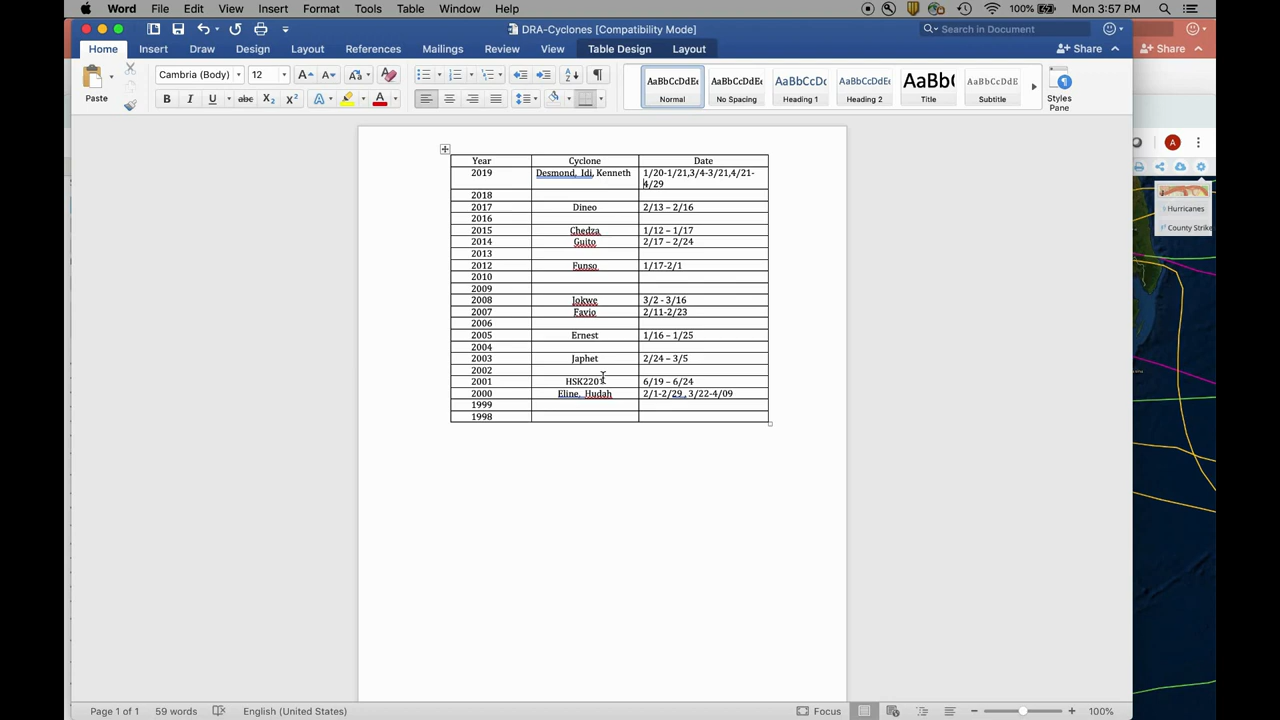 Word File Edit View Insert Format Tools Table Window Help 100% Mon 3:57 PM
DRA-Cyclones [Compatibility Mode] Search in Document
Home Insert Draw Design Layout References Mailings Review View Table Design Layout Share Share
Paste Cambria (Body) 12 AaBbCcDdEe Normal AaBbCcDdEe No Spacing AaBbCcDc Heading 1 AaBbCcDdEe Heading 2 AaBb( Title AaBbCcDdE Subtitle Styles Pane
A
Hurricanes
County Strike
Year Cyclone Date
2019 Desmond, Idi, Kenneth 1/20-1/21,3/4-3/21,4/21-
4/29
2018
2017 Dineo 2/13 – 2/16
2016
2015 Chedza 1/12 – 1/17
2014 Guito 2/17 – 2/24
2013
2012 Funso 1/17-2/1
2010
2009
2008 Jokwe 3/2 - 3/16
2007 Favio 2/11-2/23
2006
2005 Ernest 1/16 – 1/25
2004
2003 Japhet 2/24 – 3/5
2002
2001 HSK2201 6/19 – 6/24
2000 Eline, Hudah 2/1-2/29 , 3/22-4/09
1999
1998
Page 1 of 1 59 words English (United States) Focus 100%